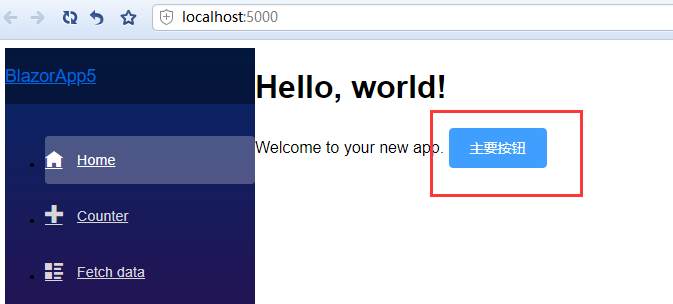 localhost:5000
BlazorApp5
Hello, world!
Welcome to your new app. 主要按钮
Home
Counter
Fetch data